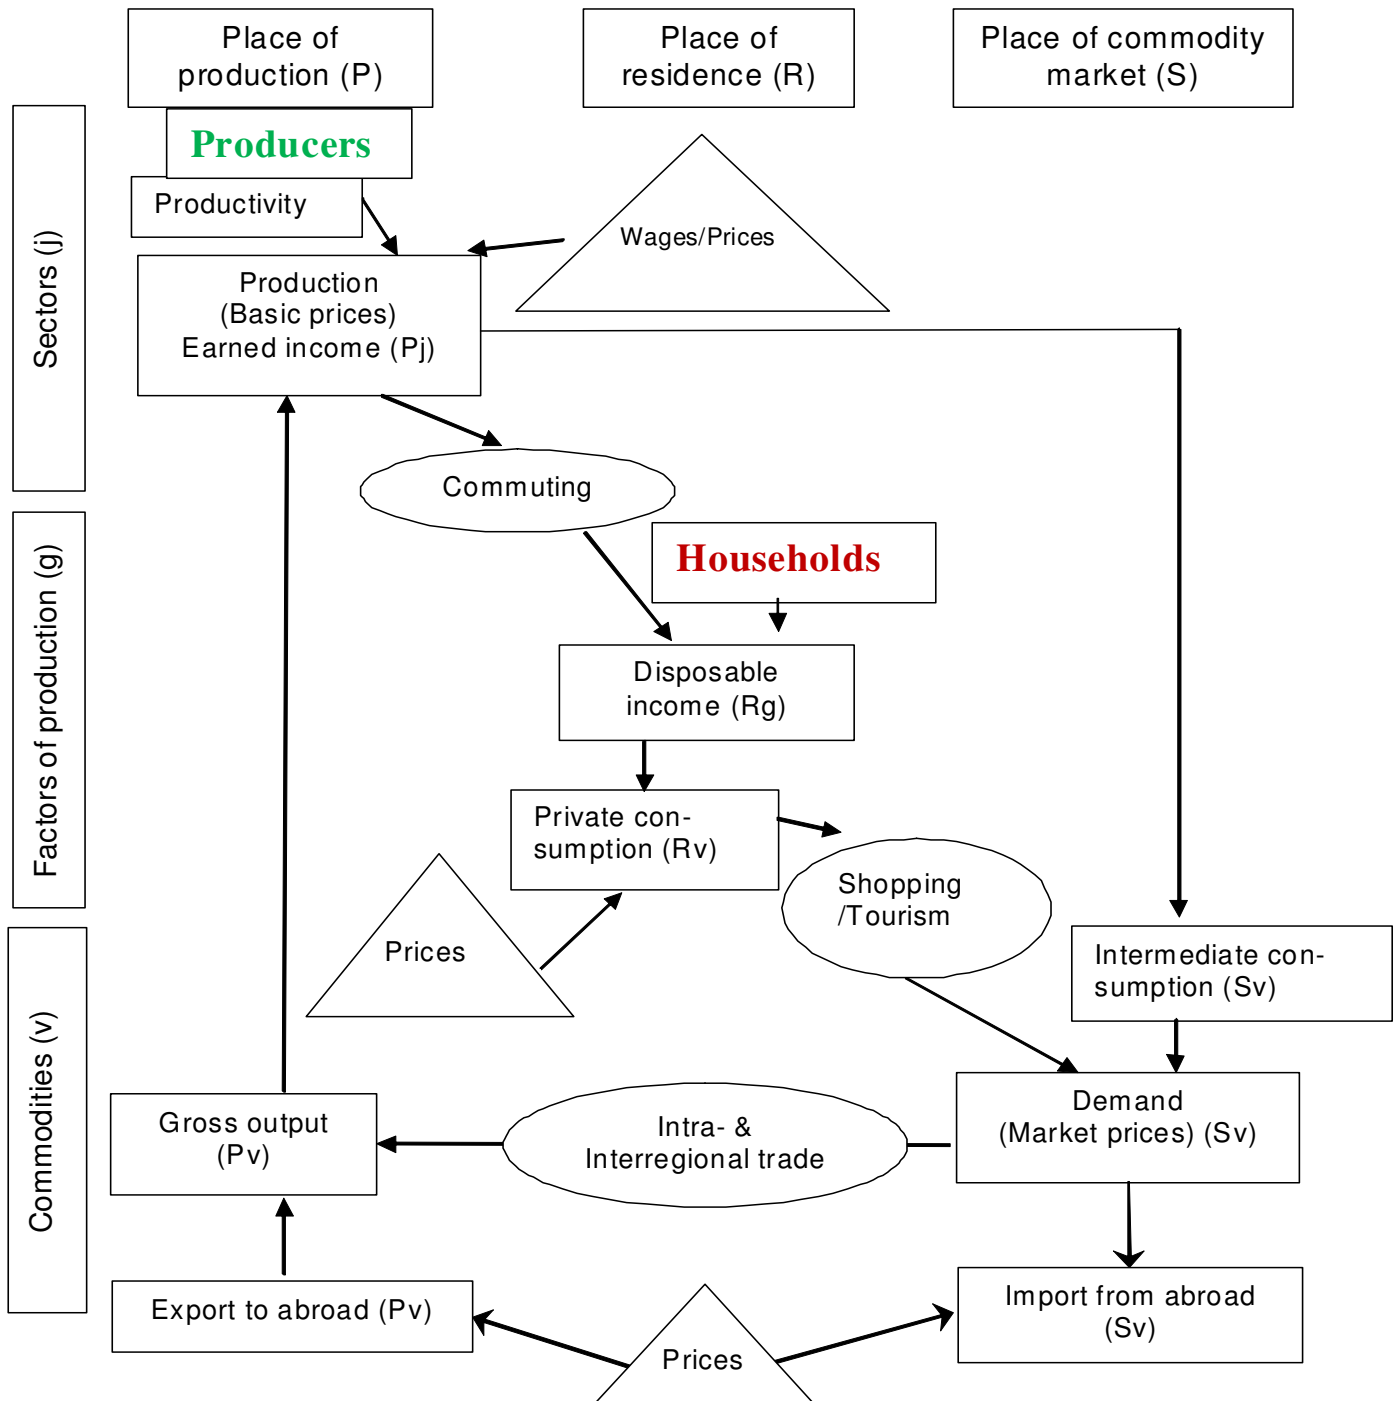 Place of
production (P)
Place of
residence (R)
Place of commodity
market (S)
Producers
Productivity
Wages/Prices
Sectors (j)
Production
(Basic prices)
Earned income (Pj)
Commuting
Factors of production (g)
Households
Disposable
income (Rg)
Private con-
sumption (Rv)
Shopping
/Tourism
Prices
Intermediate con-
sumption (Sv)
Commodities (v)
Gross output
(Pv)
Intra- &
Interregional trade
Demand
(Market prices) (Sv)
Export to abroad (Pv)
Prices
Import from abroad
(Sv)